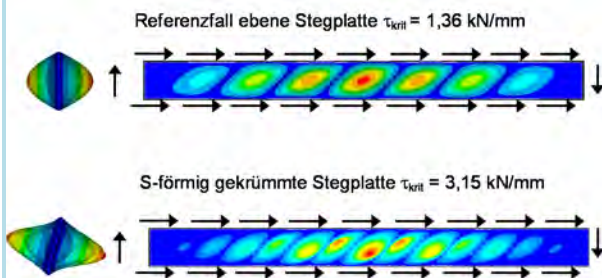 Referenzfall ebene Stegplatte τkrit = 1,36 kN/mm
S-förmig gekrümmte Stegplatte τkrit = 3,15 kN/mm